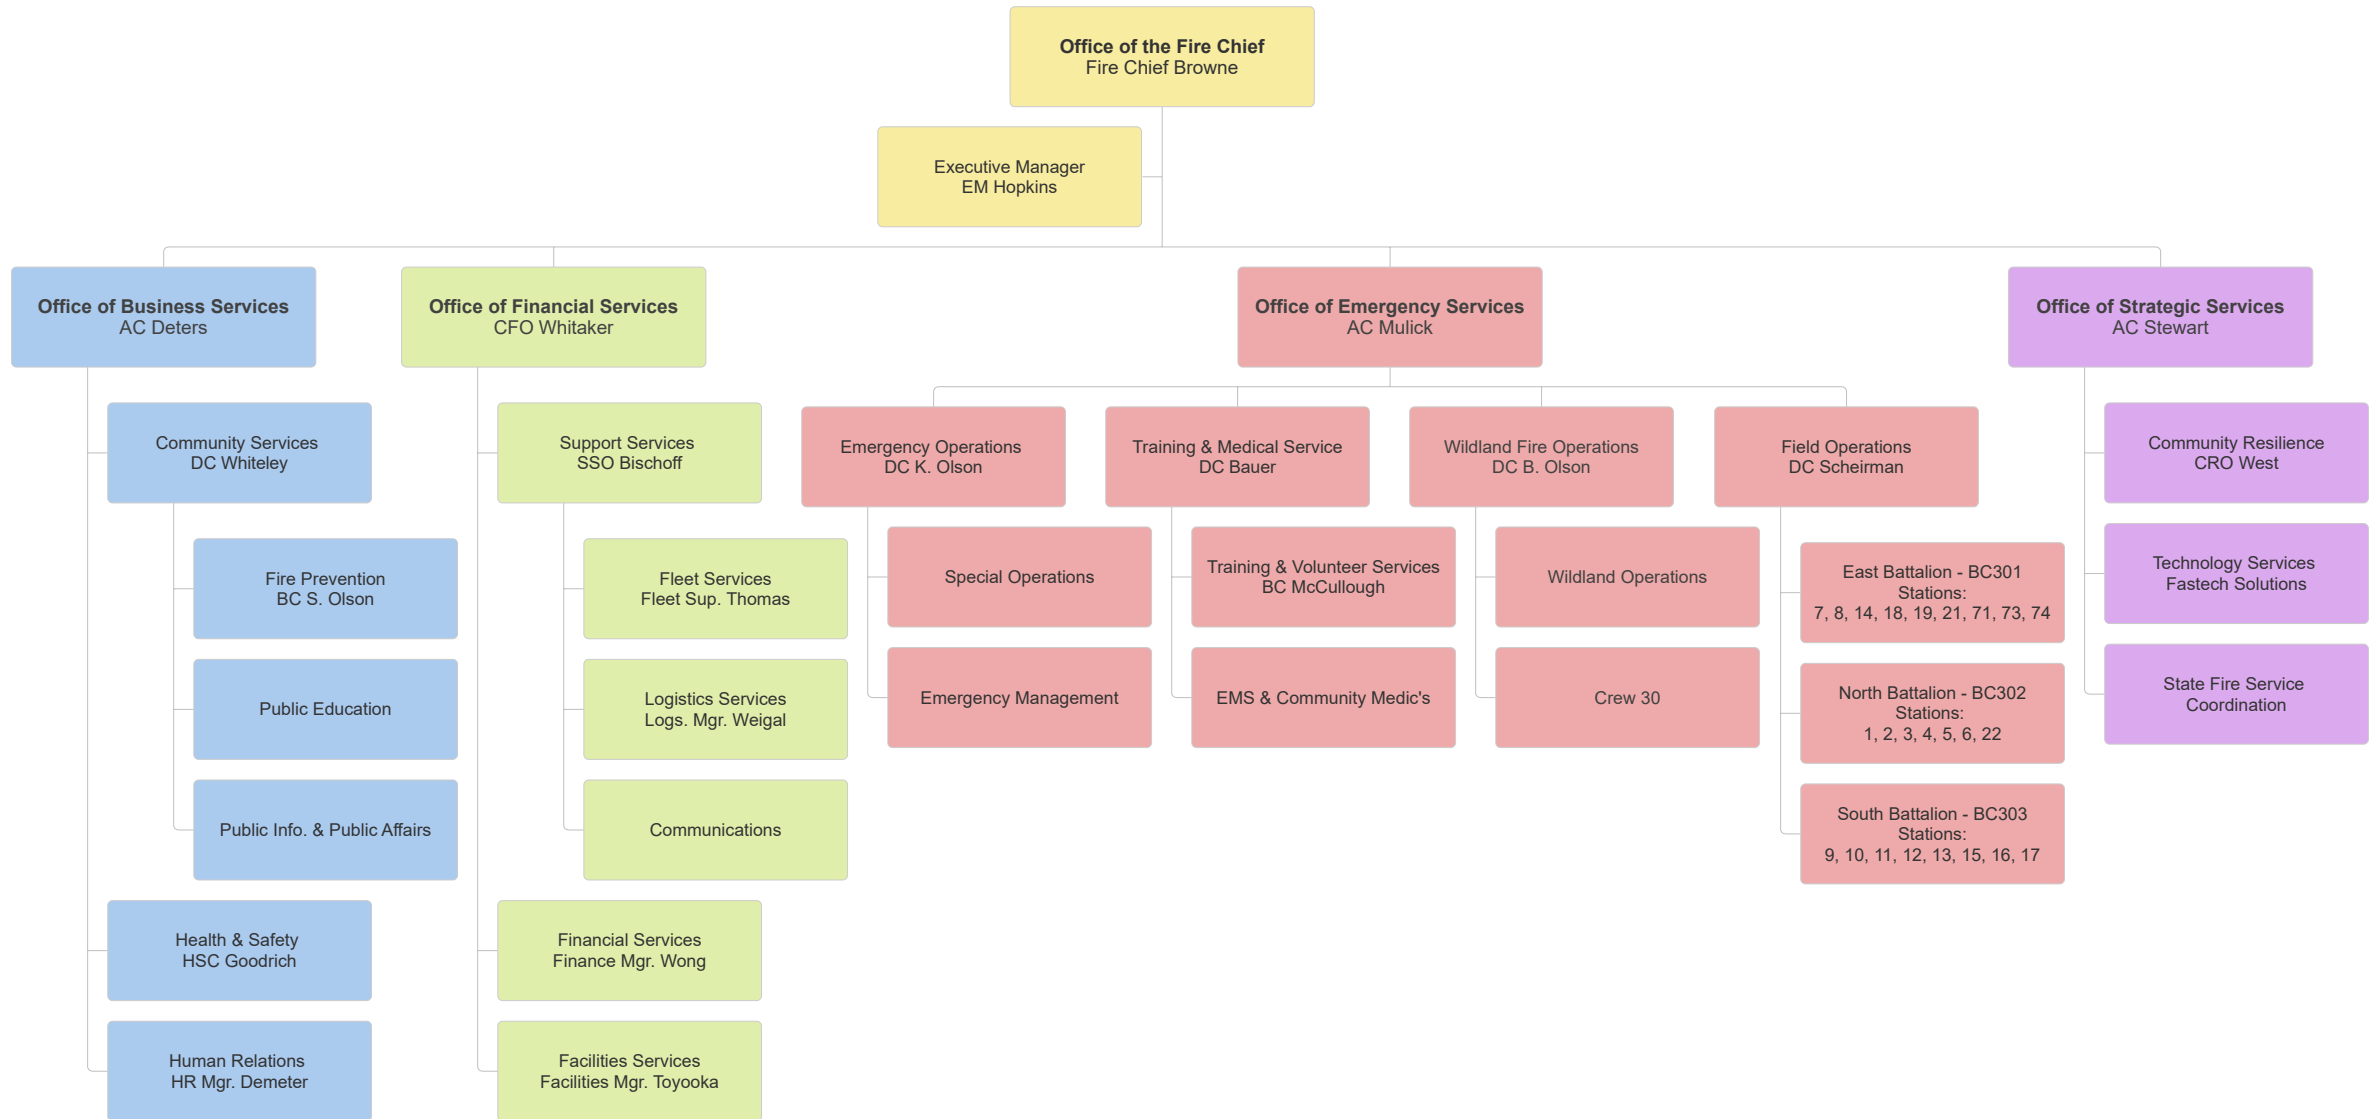 Office of the Fire Chief
Fire Chief Browne
Executive Manager
EM Hopkins
Office of Business Services
AC Deters
Community Services
DC Whiteley
Fire Prevention
BC S. Olson
Public Education
Public Info. & Public Affairs
Health & Safety
HSC Goodrich
Human Relations
HR Mgr. Demeter
Office of Financial Services
CFO Whitaker
Support Services
SSO Bischoff
Fleet Services
Fleet Sup. Thomas
Logistics Services
Logs. Mgr. Weigal
Communications
Financial Services
Finance Mgr. Wong
Facilities Services
Facilities Mgr. Toyooka
Office of Emergency Services
AC Mulick
Emergency Operations
DC K. Olson
Special Operations
Emergency Management
Training & Medical Service
DC Bauer
Training & Volunteer Services
BC McCullough
EMS & Community Medic's
Wildland Fire Operations
DC B. Olson
Wildland Operations
Crew 30
Field Operations
DC Scheirman
East Battalion - BC301
Stations:
7, 8, 14, 18, 19, 21, 71, 73, 74
North Battalion - BC302
Stations:
1, 2, 3, 4, 5, 6, 22
South Battalion - BC303
Stations:
9, 10, 11, 12, 13, 15, 16, 17
Office of Strategic Services
AC Stewart
Community Resilience
CRO West
Technology Services
Fastech Solutions
State Fire Service
Coordination